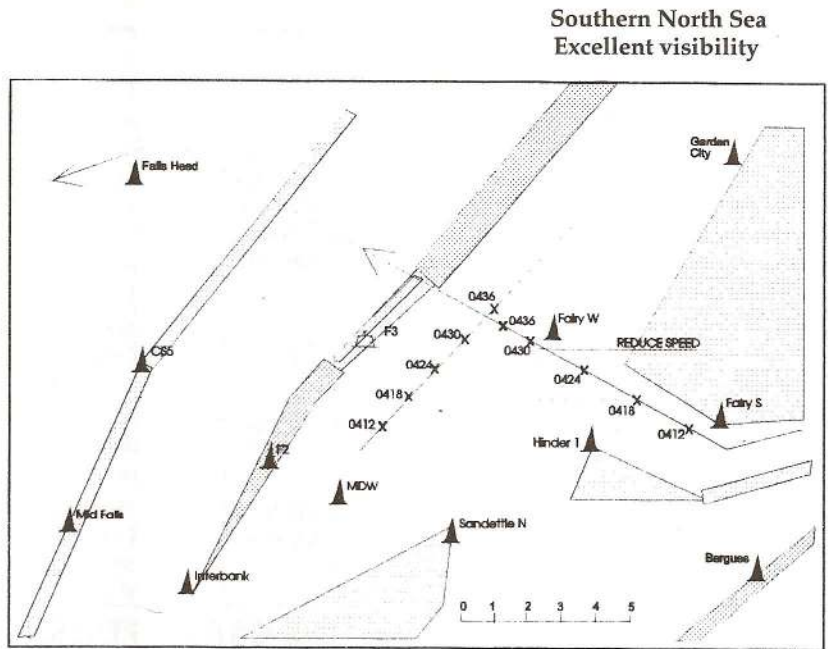 Southern North Sea
Excellent visibility
Garden
City
Falls Head
0436
F3
0436
Fairy W
0430
0430
REDUCE SPEED
CS5
0424
0424
0418
0418
Fairy S
0412
0412
F2
Hinder 1
MDW
Mid Falls
Sandettie N
Interbank
Bergues
0 1 2 3 4 5